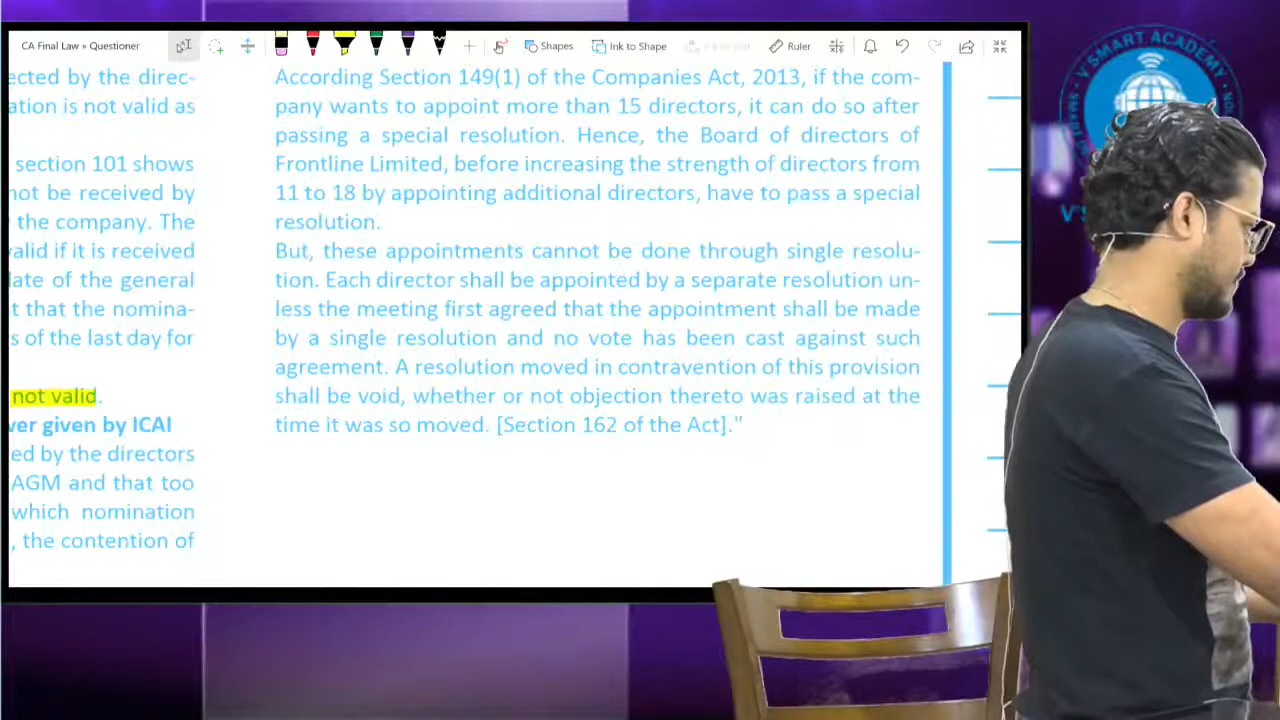 CA Final Law » Questioner
Shapes
Ink to Shape
Ruler
ected by the direc-
ation is not valid as
section 101 shows
not be received by
the company. The
valid if it is received
late of the general
t that the nomina-
s of the last day for
not valid.
ver given by ICAI
ed by the directors
AGM and that too
which nomination
, the contention of
According Section 149(1) of the Companies Act, 2013, if the com-
pany wants to appoint more than 15 directors, it can do so after
passing a special resolution. Hence, the Board of directors of
Frontline Limited, before increasing the strength of directors from
11 to 18 by appointing additional directors, have to pass a special
resolution.
But, these appointments cannot be done through single resolu-
tion. Each director shall be appointed by a separate resolution un-
less the meeting first agreed that the appointment shall be made
by a single resolution and no vote has been cast against such
agreement. A resolution moved in contravention of this provision
shall be void, whether or not objection thereto was raised at the
time it was so moved. [Section 162 of the Act]."
V'SMART ACADEMY